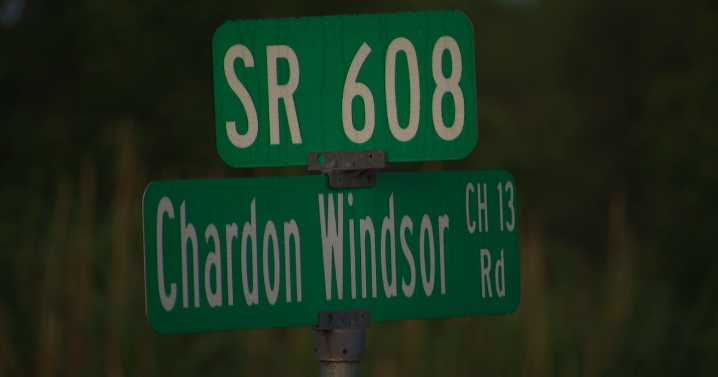 SR 608
Chardon Windsor Rd
CH 13